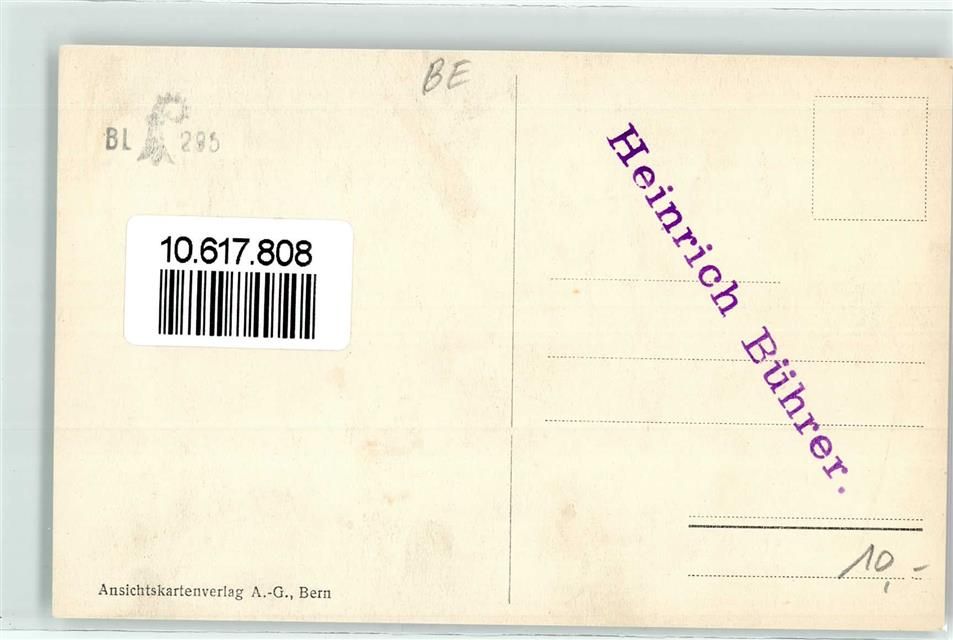 BE
BL 295
10.617.808
Heinrich Bührer.
10.-
Ansichtskartenverlag A.-G., Bern